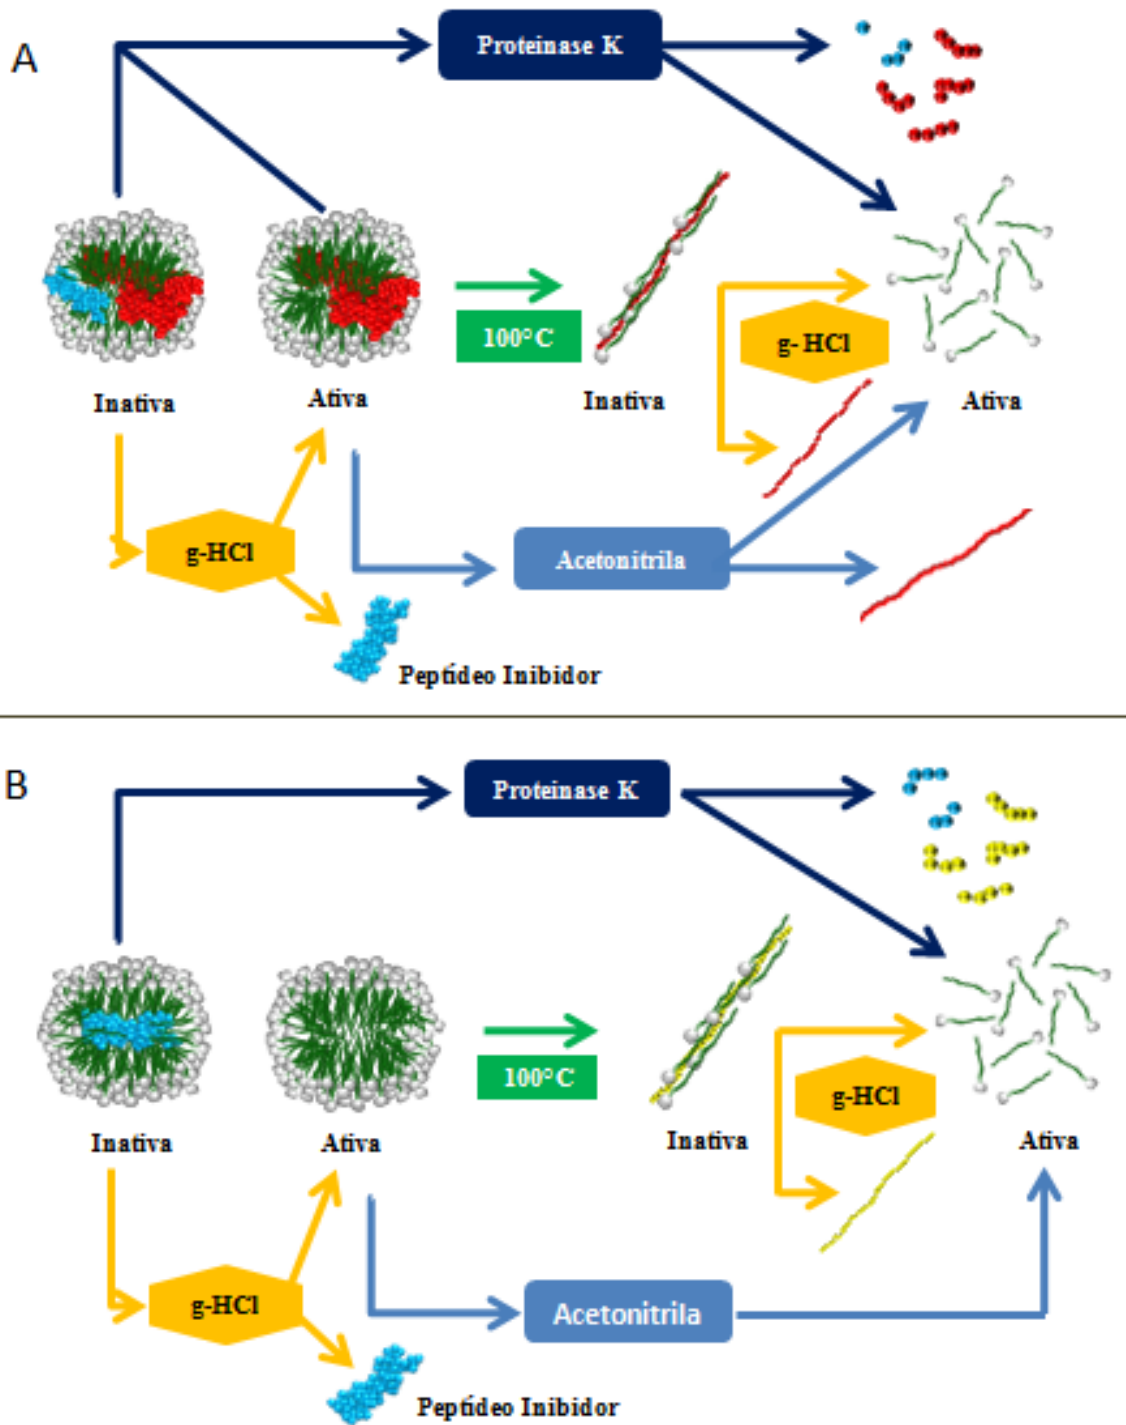 A
Proteinase K
100°C
g- HCl
Inativa
Ativa
Inativa
Ativa
g-HCl
Acetonitrila
Peptídeo Inibidor
B
Proteinase K
100°C
g-HCl
Inativa
Ativa
Inativa
Ativa
g-HCl
Acetonitrila
Peptídeo Inibidor